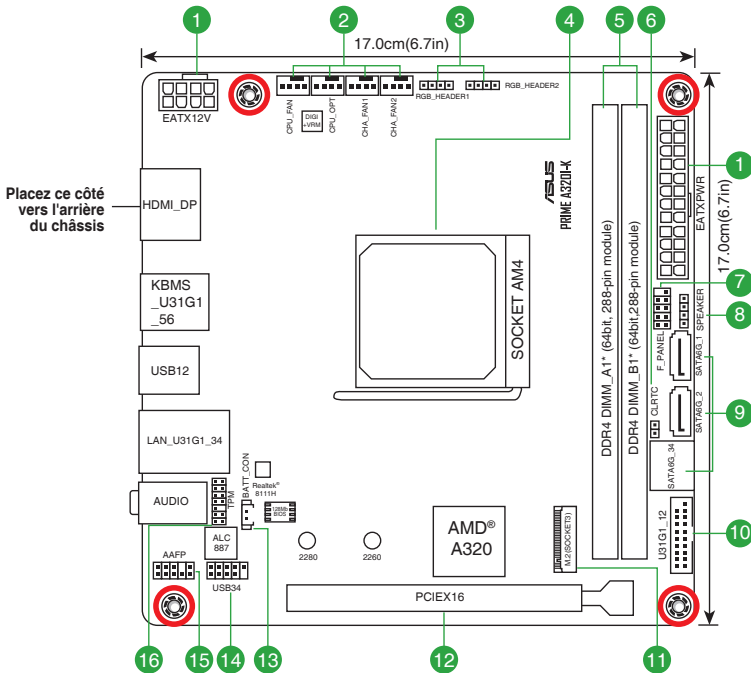 1
2
3
4
5
6
17.0cm(6.7in)
EATX12V
CPU_FAN
DIGI
+VRM
CPU_OPT
CHA_FAN1
CHA_FAN2
RGB_HEADER1
RGB_HEADER2
Placez ce côté
vers l'arrière
du châssis
HDMI_DP
KBMS
_U31G1
_56
USB12
LAN_U31G1_34
AUDIO
ASUS
PRIME A320I-K
SOCKET AM4
DDR4 DIMM_A1* (64bit, 288-pin module)
DDR4 DIMM_B1* (64bit,288-pin module)
EATXPWR
1
17.0cm(6.7in)
7
F_PANEL
SPEAKER
8
SATA6G_1
CLRTC
SATA6G_2
9
SATA6G_34
U31G1_12
10
TPM
BATT_CON
Realtek®
8111H
128Mb
BIOS
ALC
887
AAFP
USB34
2280
2260
AMD®
A320
M.2(SOCKET3)
PCIEX16
16
15
14
13
12
11